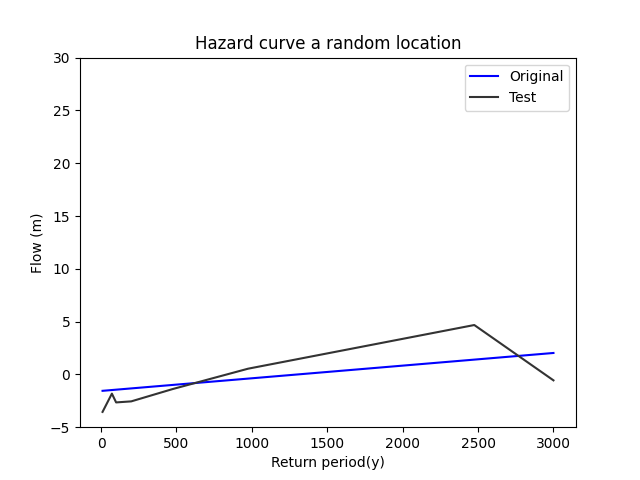 Hazard curve a random location
Original
Test
30
25
20
15
10
5
0
−5
Flow (m)
0 500 1000 1500 2000 2500 3000
Return period(y)